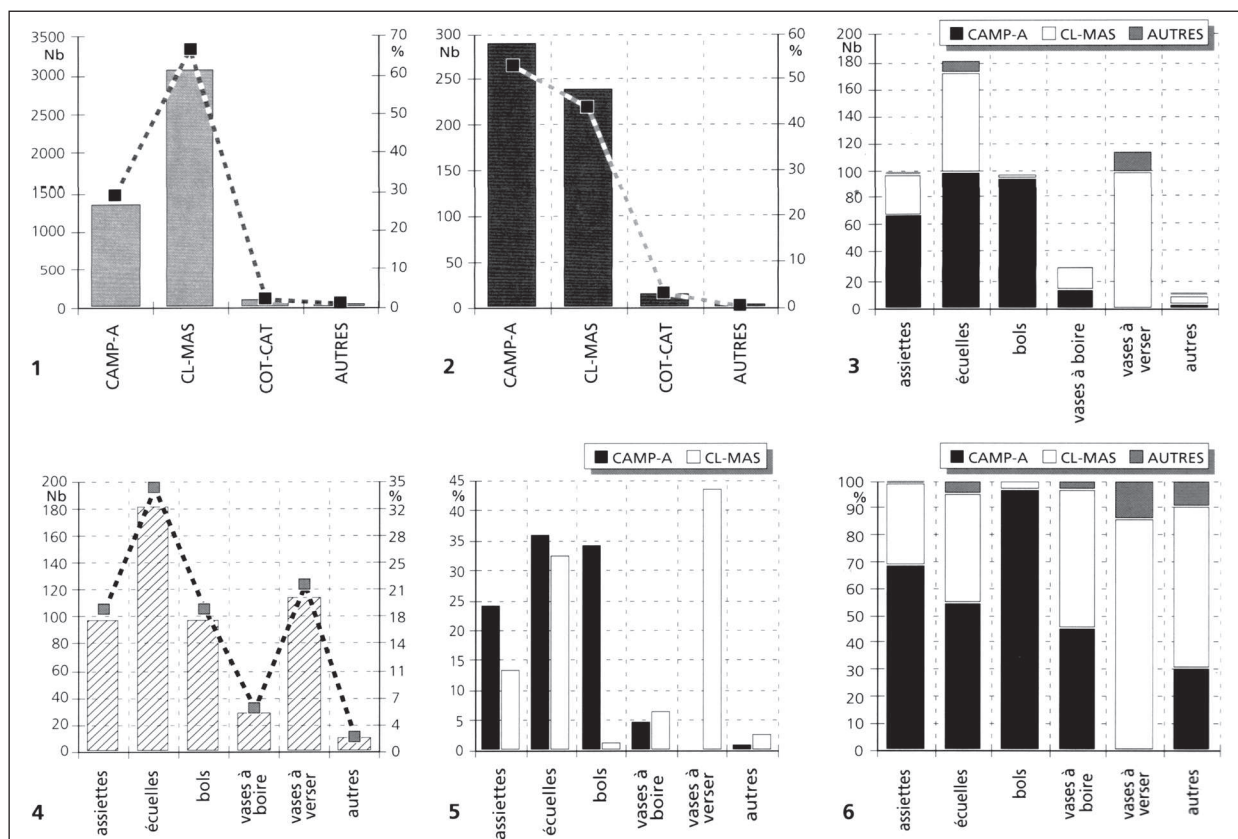 3500
Nb
3000
2500
2000
1500
1000
500
0
70
%
60
50
40
30
20
10
0
CAMP-A
CL-MAS
COT-CAT
AUTRES
1
300
Nb
250
200
150
100
50
0
60
%
50
40
30
20
10
0
CAMP-A
CL-MAS
COT-CAT
AUTRES
2
CAMP-A CL-MAS AUTRES
200
Nb
180
160
140
120
100
80
60
40
20
0
assiettes
écuelles
bols
vases à boire
vases à
verser
autres
3
200
Nb
180
160
140
120
100
80
60
40
20
0
35
%
32
28
25
21
18
14
11
7
4
0
assiettes
écuelles
bols
vases à
boire
vases à
verser
autres
4
CAMP-A CL-MAS
45
%
40
35
30
25
20
15
10
5
0
assiettes
écuelles
bols
vases à
boire
vases à
verser
autres
5
CAMP-A CL-MAS AUTRES
100
%
90
80
70
60
50
40
30
20
10
0
assiettes
écuelles
bols
vases à
boire
vases à
verser
autres
6